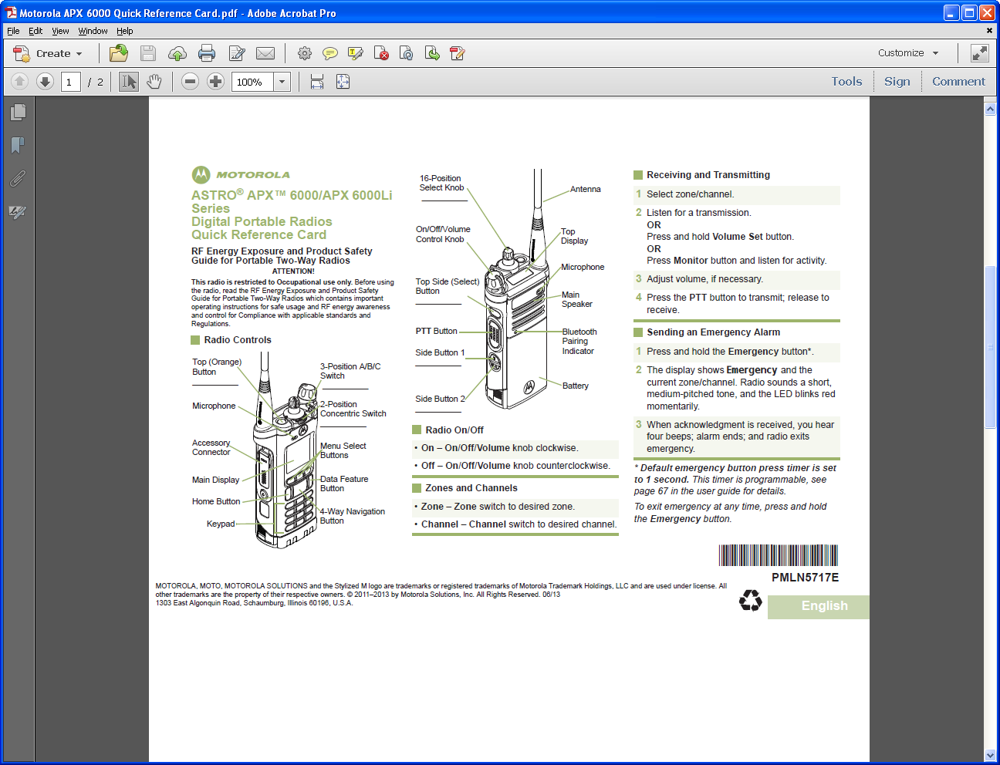 Motorola APX 6000 Quick Reference Card.pdf - Adobe Acrobat Pro
File Edit View Window Help
Create
Customize
1 / 2
100%
Tools Sign Comment
MOTOROLA
ASTRO® APX™ 6000/APX 6000Li
Series
Digital Portable Radios
Quick Reference Card
RF Energy Exposure and Product Safety
Guide for Portable Two-Way Radios
ATTENTION!
This radio is restricted to Occupational use only. Before using
the radio, read the RF Energy Exposure and Product Safety
Guide for Portable Two-Way Radios which contains important
operating instructions for safe usage and RF energy awareness
and control for Compliance with applicable standards and
Regulations.
Radio Controls
Top (Orange)
Button
Microphone
Accessory
Connector
Main Display
Home Button
Keypad
3-Position A/B/C
Switch
2-Position
Concentric Switch
Menu Select
Buttons
Data Feature
Button
4-Way Navigation
Button
16-Position
Select Knob
On/Off/Volume
Control Knob
Top Side (Select)
Button
PTT Button
Side Button 1
Side Button 2
Antenna
Top
Display
Microphone
Main
Speaker
Bluetooth
Pairing
Indicator
Battery
Radio On/Off
• On – On/Off/Volume knob clockwise.
• Off – On/Off/Volume knob counterclockwise.
Zones and Channels
• Zone – Zone switch to desired zone.
• Channel – Channel switch to desired channel.
Receiving and Transmitting
1 Select zone/channel.
2 Listen for a transmission.
OR
Press and hold Volume Set button.
OR
Press Monitor button and listen for activity.
3 Adjust volume, if necessary.
4 Press the PTT button to transmit; release to
receive.
Sending an Emergency Alarm
1 Press and hold the Emergency button*.
2 The display shows Emergency and the
current zone/channel. Radio sounds a short,
medium-pitched tone, and the LED blinks red
momentarily.
3 When acknowledgment is received, you hear
four beeps; alarm ends; and radio exits
emergency.
* Default emergency button press timer is set
to 1 second. This timer is programmable, see
page 67 in the user guide for details.
To exit emergency at any time, press and hold
the Emergency button.
PMLN5717E
MOTOROLA, MOTO, MOTOROLA SOLUTIONS and the Stylized M logo are trademarks or registered trademarks of Motorola Trademark Holdings, LLC and are used under license. All
other trademarks are the property of their respective owners. © 2011–2013 by Motorola Solutions, Inc. All Rights Reserved. 06/13
1303 East Algonquin Road, Schaumburg, Illinois 60196, U.S.A.
English